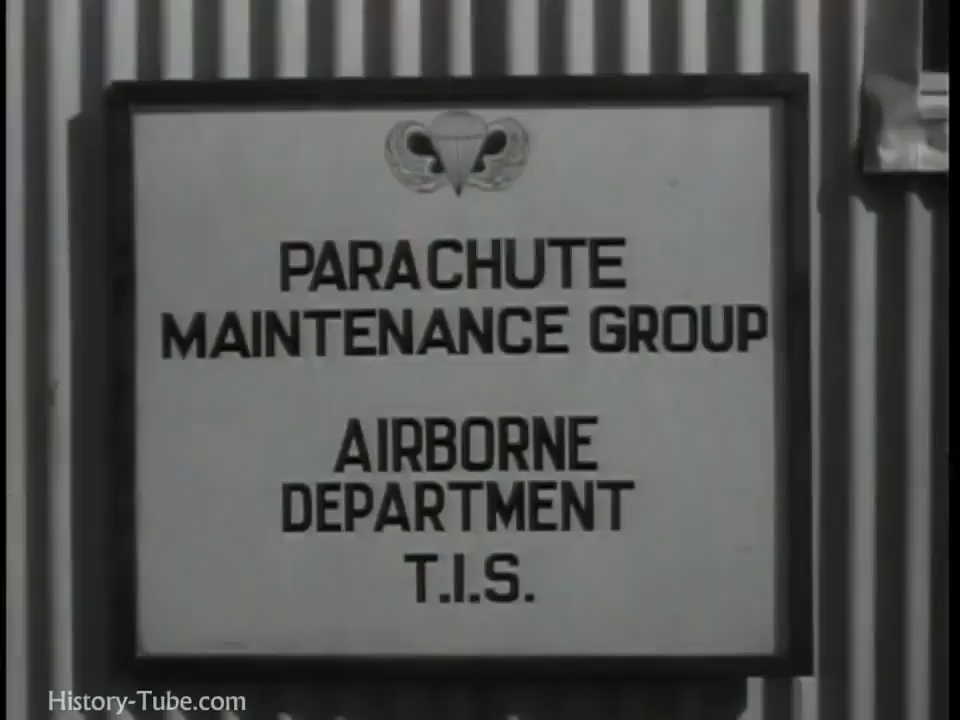 PARACHUTE
MAINTENANCE GROUP
AIRBORNE
DEPARTMENT
T.I.S.
History-Tube.com